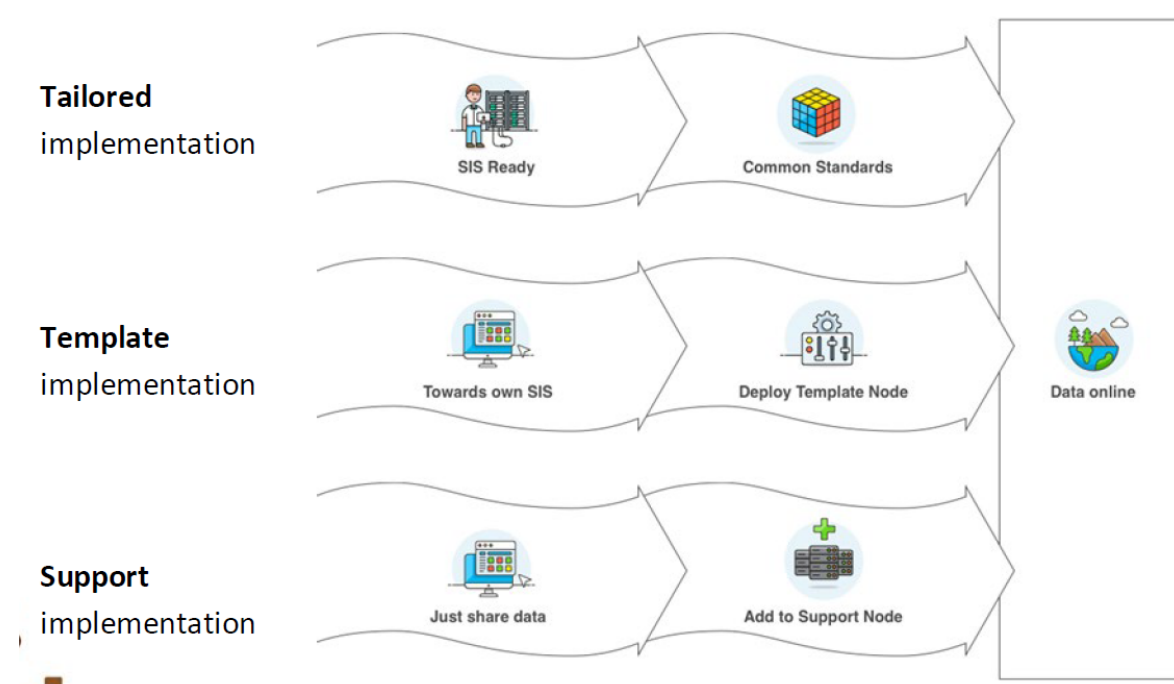 Tailored
implementation
SIS Ready
Common Standards
Template
implementation
Towards own SIS
Deploy Template Node
Data online
Support
implementation
Just share data
Add to Support Node